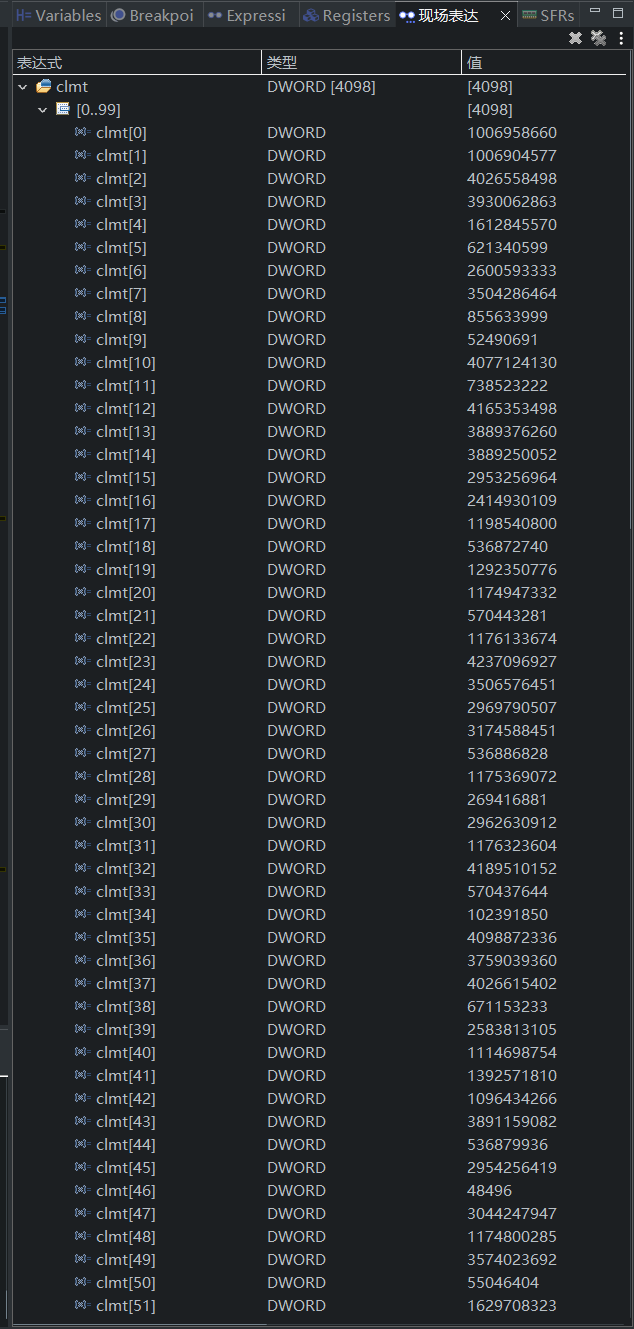 Variables Breakpoi Expressi Registers 现场表达 SFRs
表达式 类型 值
clmt DWORD [4098] [4098]
[0..99] [4098]
clmt[0] DWORD 1006958660
clmt[1] DWORD 1006904577
clmt[2] DWORD 4026558498
clmt[3] DWORD 3930062863
clmt[4] DWORD 1612845570
clmt[5] DWORD 621340599
clmt[6] DWORD 2600593333
clmt[7] DWORD 3504286464
clmt[8] DWORD 855633999
clmt[9] DWORD 52490691
clmt[10] DWORD 4077124130
clmt[11] DWORD 738523222
clmt[12] DWORD 4165353498
clmt[13] DWORD 3889376260
clmt[14] DWORD 3889250052
clmt[15] DWORD 2953256964
clmt[16] DWORD 2414930109
clmt[17] DWORD 1198540800
clmt[18] DWORD 536872740
clmt[19] DWORD 1292350776
clmt[20] DWORD 1174947332
clmt[21] DWORD 570443281
clmt[22] DWORD 1176133674
clmt[23] DWORD 4237096927
clmt[24] DWORD 3506576451
clmt[25] DWORD 2969790507
clmt[26] DWORD 3174588451
clmt[27] DWORD 536886828
clmt[28] DWORD 1175369072
clmt[29] DWORD 269416881
clmt[30] DWORD 2962630912
clmt[31] DWORD 1176323604
clmt[32] DWORD 4189510152
clmt[33] DWORD 570437644
clmt[34] DWORD 102391850
clmt[35] DWORD 4098872336
clmt[36] DWORD 3759039360
clmt[37] DWORD 4026615402
clmt[38] DWORD 671153233
clmt[39] DWORD 2583813105
clmt[40] DWORD 1114698754
clmt[41] DWORD 1392571810
clmt[42] DWORD 1096434266
clmt[43] DWORD 3891159082
clmt[44] DWORD 536879936
clmt[45] DWORD 2954256419
clmt[46] DWORD 48496
clmt[47] DWORD 3044247947
clmt[48] DWORD 1174800285
clmt[49] DWORD 3574023692
clmt[50] DWORD 55046404
clmt[51] DWORD 1629708323